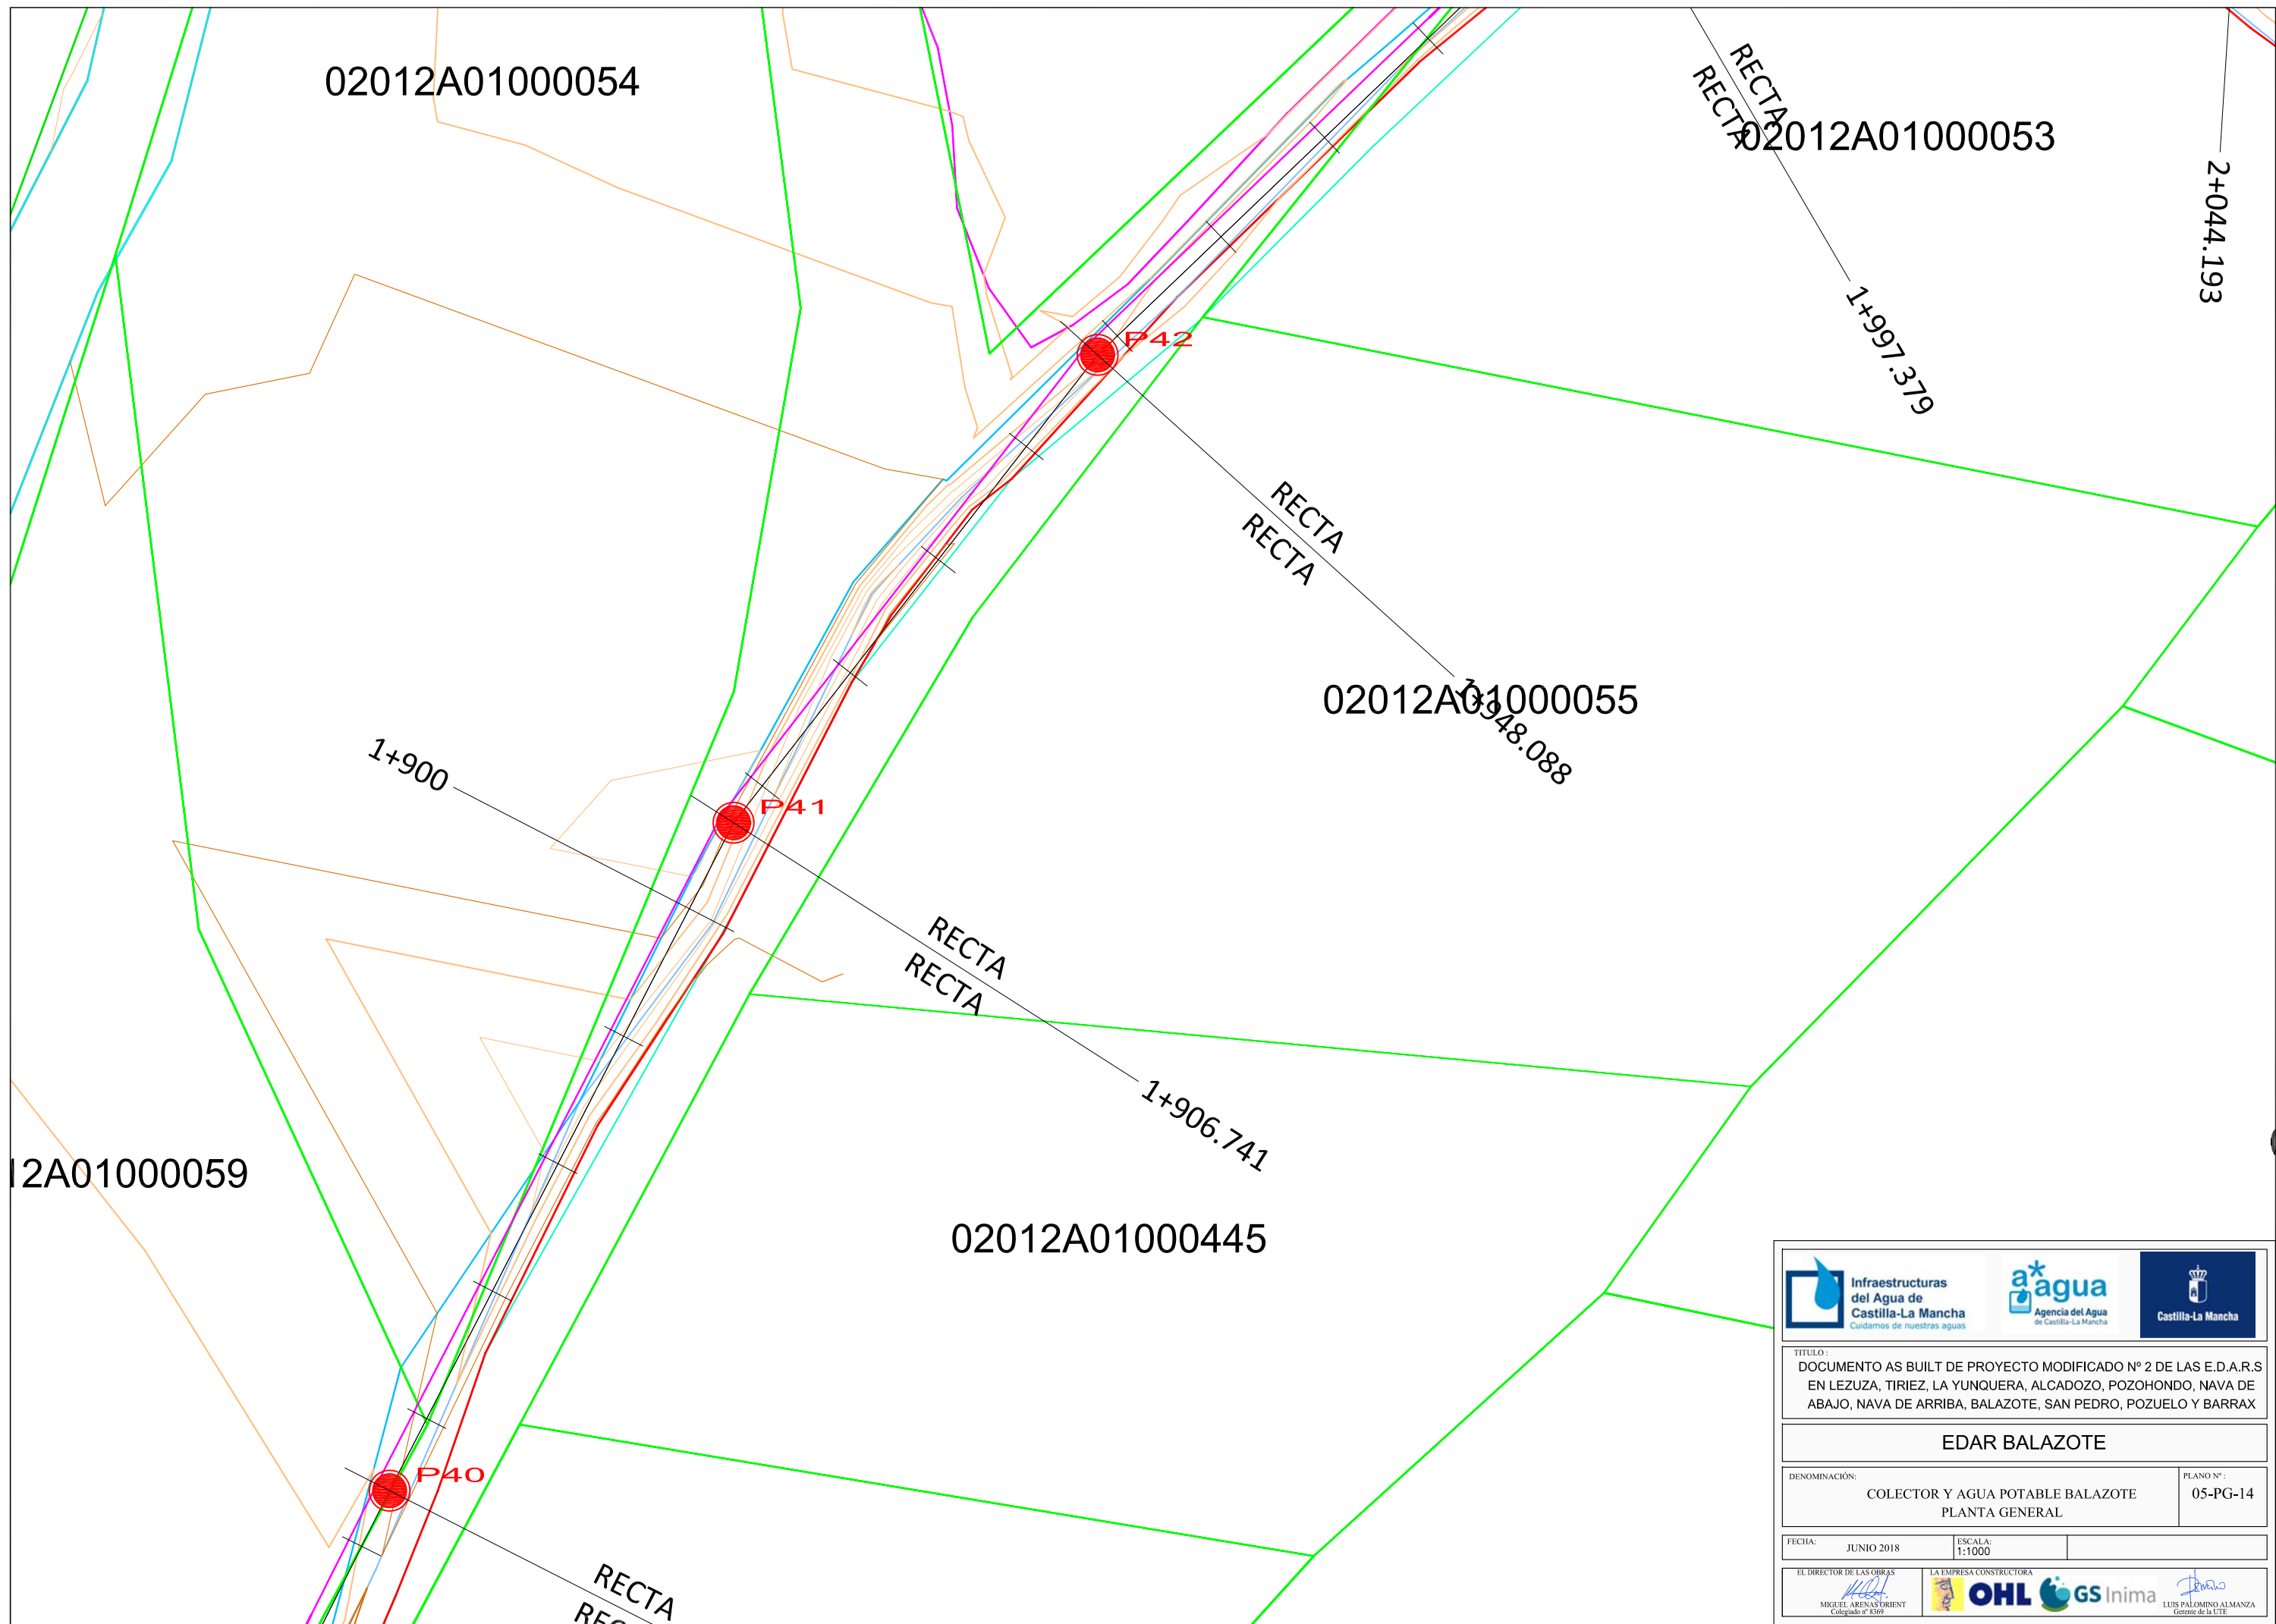 02012A01000054
RECTA
RECTA
02012A01000053
2+044.193
1+997.379
P42
RECTA
RECTA
02012A01000055
1+948.088
1+900
P41
RECTA
RECTA
1+906.741
12A01000059
02012A01000445
P40
RECTA
Infraestructuras
del Agua de
Castilla-La Mancha
Cuidamos de nuestras aguas
a*agua
Agencia del Agua
de Castilla-La Mancha
Castilla-La Mancha
TITULO :
DOCUMENTO AS BUILT DE PROYECTO MODIFICADO Nº 2 DE LAS E.D.A.R.S
EN LEZUZA, TIRIEZ, LA YUNQUERA, ALCADOZO, POZOHONDO, NAVA DE
ABAJO, NAVA DE ARRIBA, BALAZOTE, SAN PEDRO, POZUELO Y BARRAX
EDAR BALAZOTE
DENOMINACIÓN:
COLECTOR Y AGUA POTABLE BALAZOTE
PLANTA GENERAL
PLANO Nº :
05-PG-14
FECHA:
JUNIO 2018
ESCALA:
1:1000
EL DIRECTOR DE LAS OBRAS
MIGUEL ARENAS ORIENT
Colegiado nº 8369
LA EMPRESA CONSTRUCTORA
OHL
GS Inima
LUIS PALOMINO ALMANZA
Gerente de la UTE